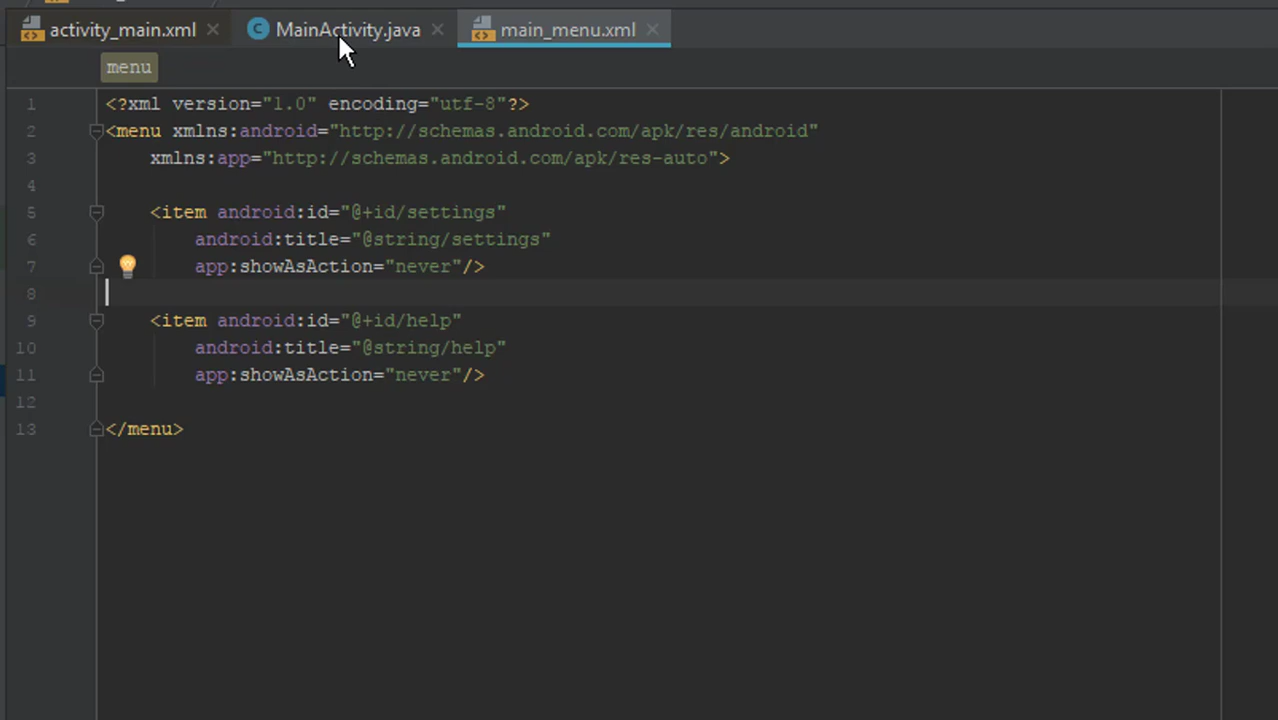 activity_main.xml MainActivity.java main_menu.xml
menu
1 <?xml version="1.0" encoding="utf-8"?>
2 <menu xmlns:android="http://schemas.android.com/apk/res/android"
3 xmlns:app="http://schemas.android.com/apk/res-auto">
4
5 <item android:id="@+id/settings"
6 android:title="@string/settings"
7 app:showAsAction="never"/>
8
9 <item android:id="@+id/help"
10 android:title="@string/help"
11 app:showAsAction="never"/>
12
13 </menu>